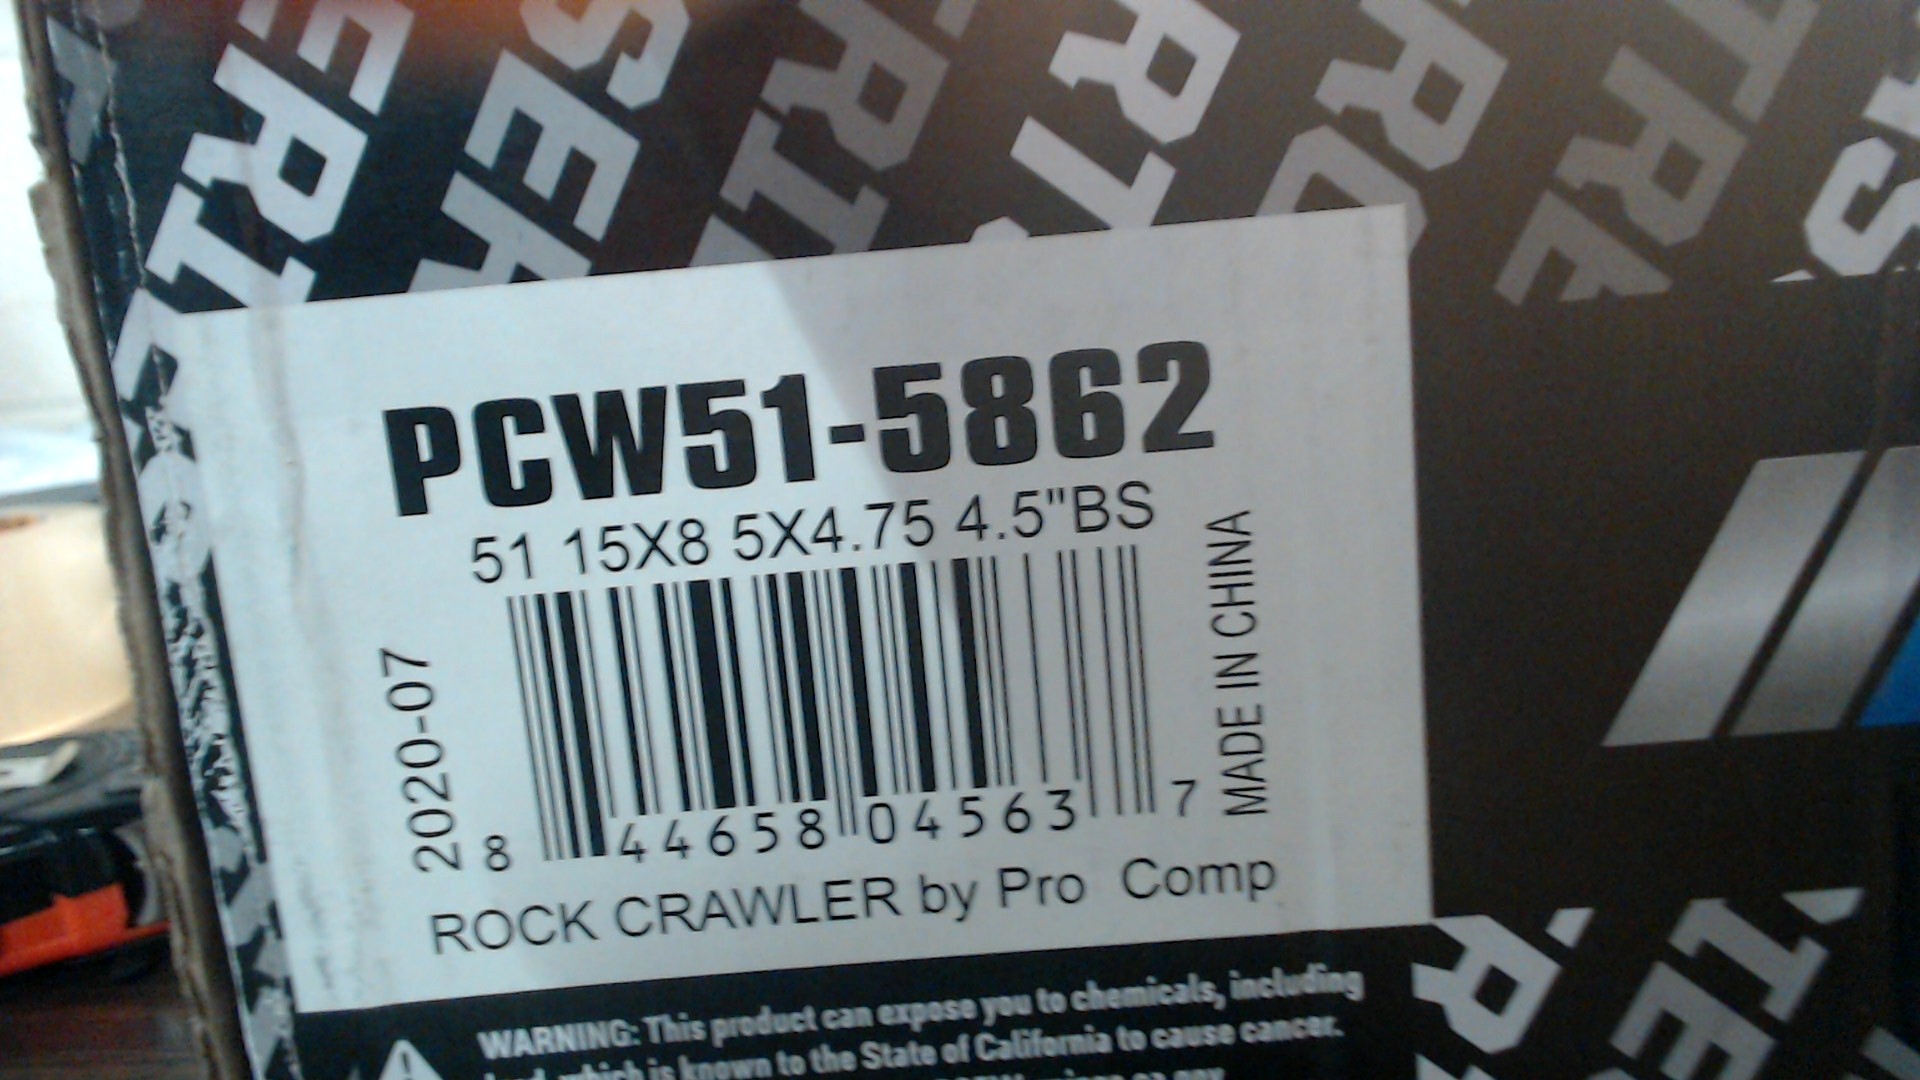 PCW51-5862
51 15X8 5X4.75 4.5"BS
2020-07
MADE IN CHINA
8 44658 04563 7
ROCK CRAWLER by Pro Comp
WARNING: This product can expose you to chemicals, including
which is known to the State of California to cause cancer.